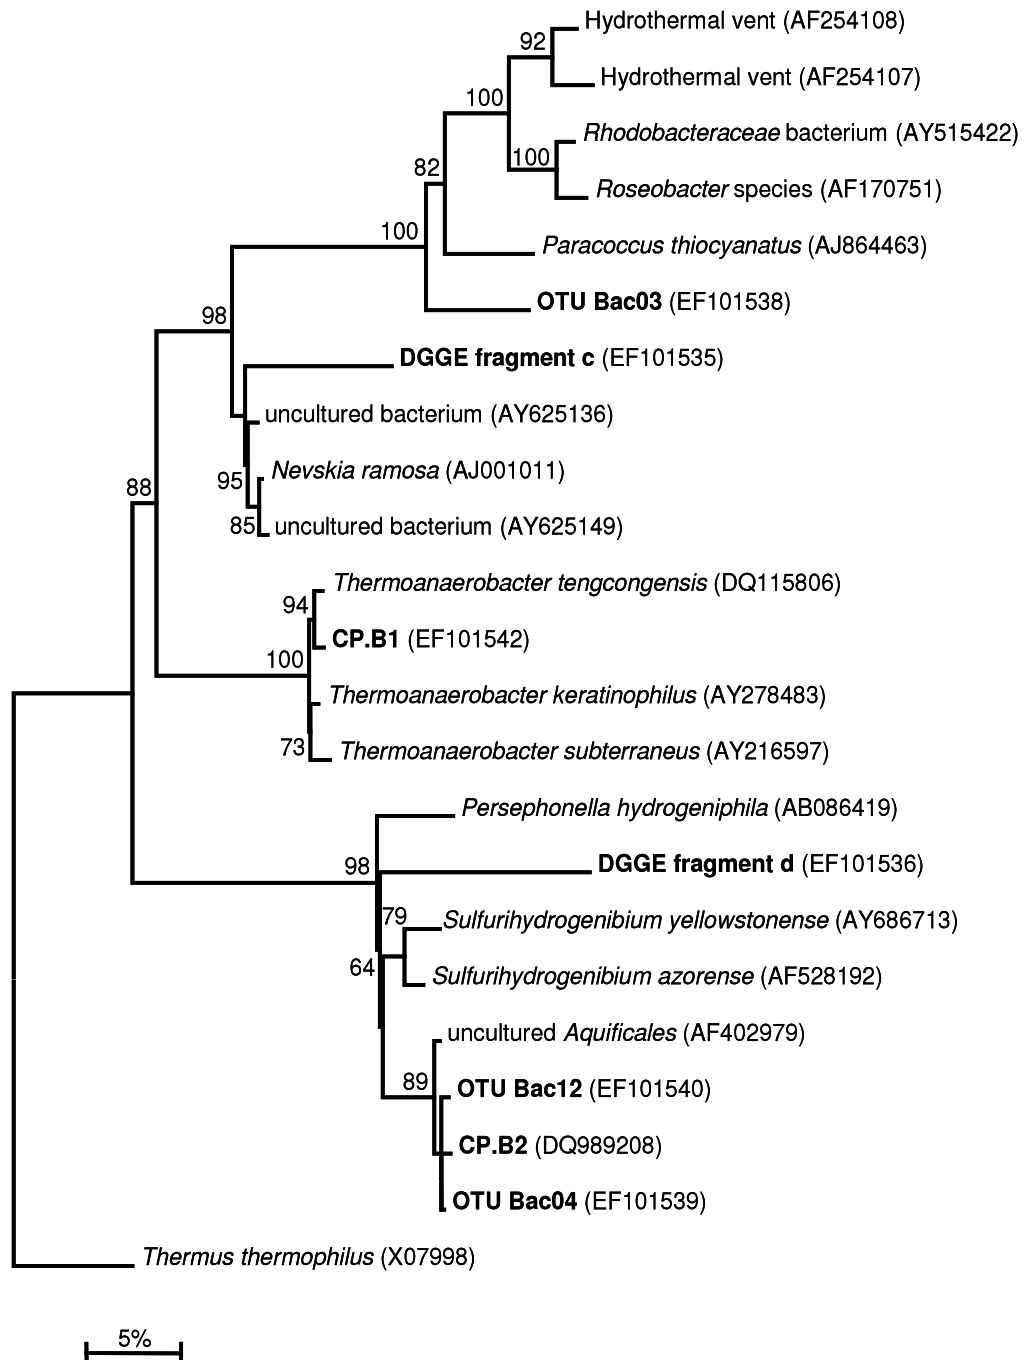 Hydrothermal vent (AF254108)
92
Hydrothermal vent (AF254107)
100
Rhodobacteraceae bacterium (AY515422)
100
82
Roseobacter species (AF170751)
100
Paracoccus thiocyanatus (AJ864463)
OTU Bac03 (EF101538)
98
DGGE fragment c (EF101535)
uncultured bacterium (AY625136)
Nevskia ramosa (AJ001011)
95
88
85
uncultured bacterium (AY625149)
Thermoanaerobacter tengcongensis (DQ115806)
94
CP.B1 (EF101542)
100
Thermoanaerobacter keratinophilus (AY278483)
73
Thermoanaerobacter subterraneus (AY216597)
Persephonella hydrogeniphila (AB086419)
98
DGGE fragment d (EF101536)
79
Sulfurihydrogenibium yellowstonense (AY686713)
64
Sulfurihydrogenibium azorense (AF528192)
uncultured Aquificales (AF402979)
89
OTU Bac12 (EF101540)
CP.B2 (DQ989208)
OTU Bac04 (EF101539)
Thermus thermophilus (X07998)
5%